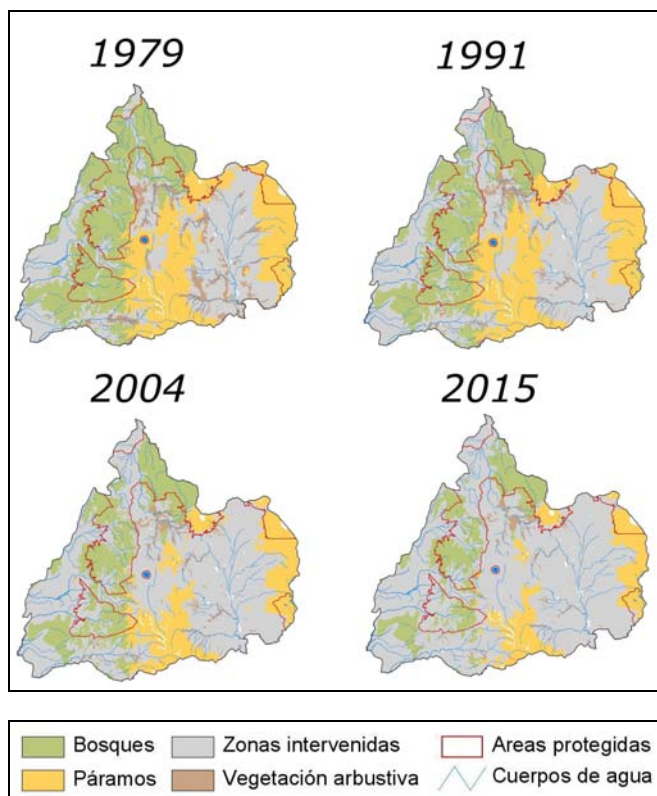 1979
1991
2004
2015
Bosques
Zonas intervenidas
Areas protegidas
Páramos
Vegetación arbustiva
Cuerpos de agua